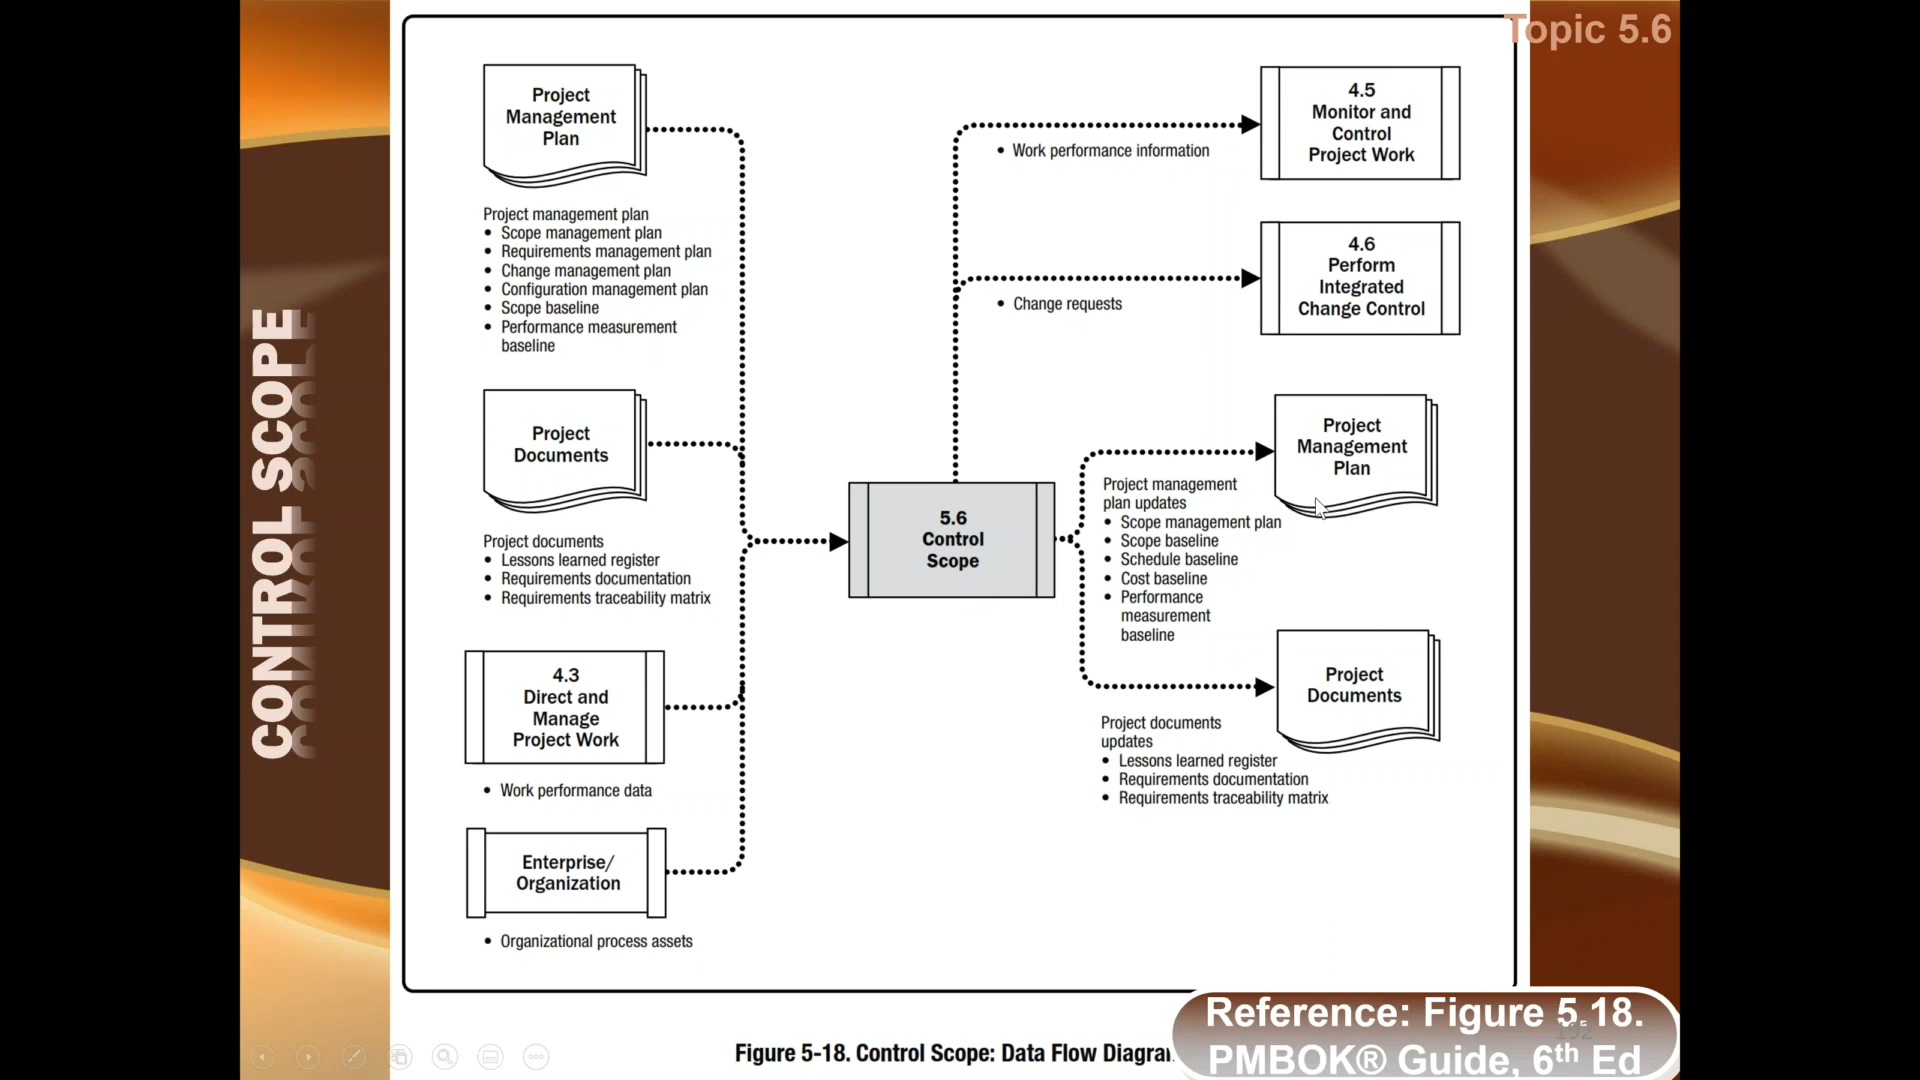 Topic 5.6
CONTROL SCOPE
Project
Management
Plan
Project management plan
• Scope management plan
• Requirements management plan
• Change management plan
• Configuration management plan
• Scope baseline
• Performance measurement
baseline
Project
Documents
Project documents
• Lessons learned register
• Requirements documentation
• Requirements traceability matrix
4.3
Direct and
Manage
Project Work
• Work performance data
Enterprise/
Organization
• Organizational process assets
5.6
Control
Scope
• Work performance information
4.5
Monitor and
Control
Project Work
• Change requests
4.6
Perform
Integrated
Change Control
Project
Management
Plan
Project management
plan updates
• Scope management plan
• Scope baseline
• Schedule baseline
• Cost baseline
• Performance
measurement
baseline
Project
Documents
Project documents
updates
• Lessons learned register
• Requirements documentation
• Requirements traceability matrix
Figure 5-18. Control Scope: Data Flow Diagra
Reference: Figure 5.18.
PMBOK® Guide, 6th Ed
192